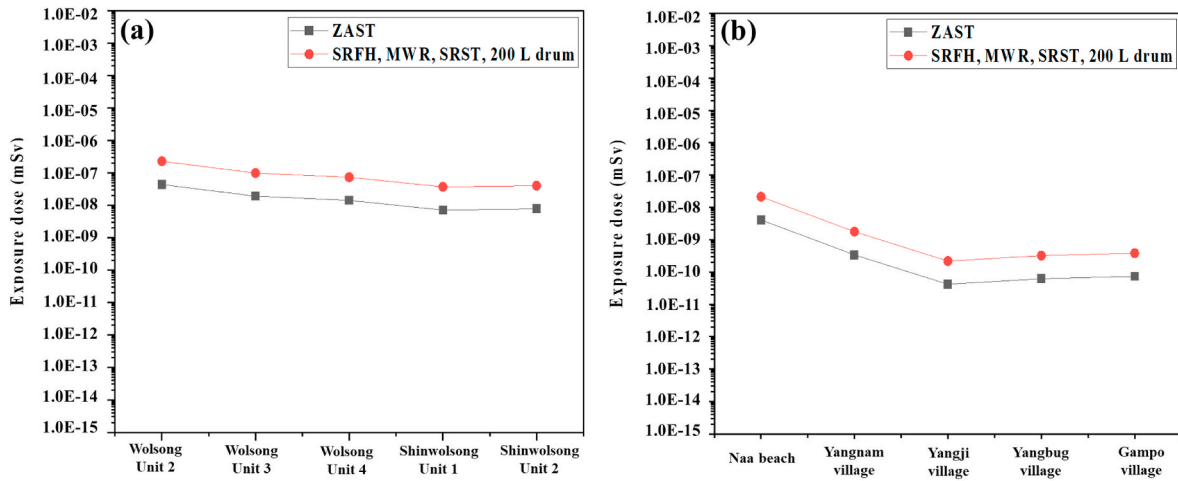 (a)
ZAST
SRFH, MWR, SRST, 200 L drum
Exposure dose (mSv)
1.0E-02
1.0E-03
1.0E-04
1.0E-05
1.0E-06
1.0E-07
1.0E-08
1.0E-09
1.0E-10
1.0E-11
1.0E-12
1.0E-13
1.0E-14
1.0E-15
Wolsong
Unit 2
Wolsong
Unit 3
Wolsong
Unit 4
Shinwolsong
Unit 1
Shinwolsong
Unit 2
(b)
ZAST
SRFH, MWR, SRST, 200 L drum
Exposure dose (mSv)
1.0E-02
1.0E-03
1.0E-04
1.0E-05
1.0E-06
1.0E-07
1.0E-08
1.0E-09
1.0E-10
1.0E-11
1.0E-12
1.0E-13
1.0E-14
1.0E-15
Naa beach
Yangnam
village
Yangji
village
Yangbug
village
Gampo
village